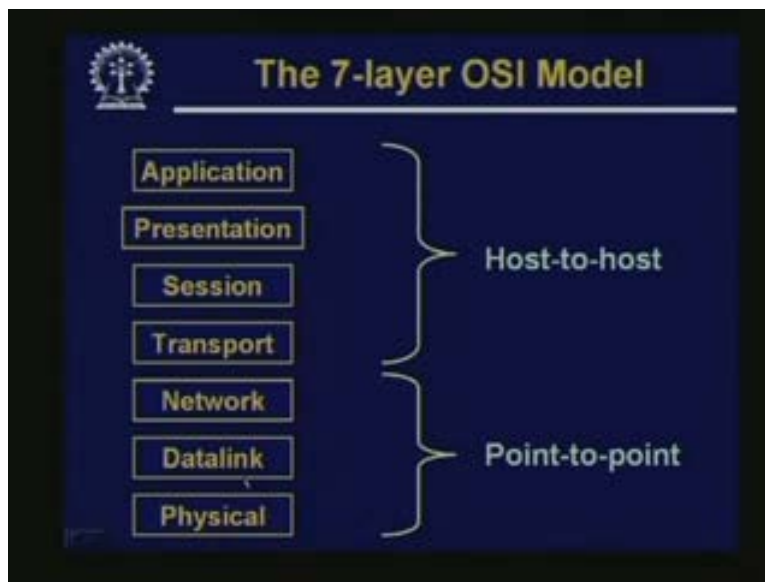 The 7-layer OSI Model
Application
Presentation
Session
Transport
Network
Datalink
Physical
Host-to-host
Point-to-point